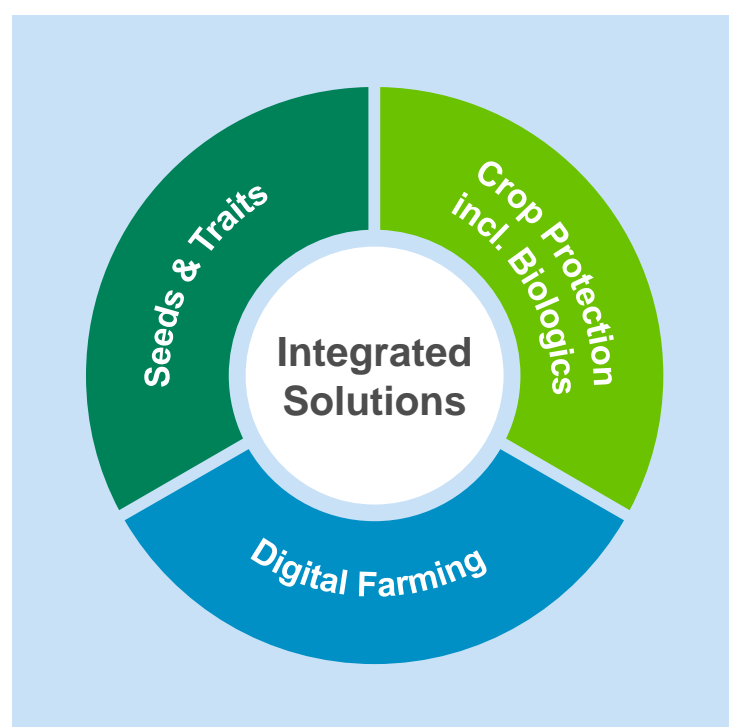 Seeds & Traits
Crop Protection
incl. Biologics
Integrated
Solutions
Digital Farming